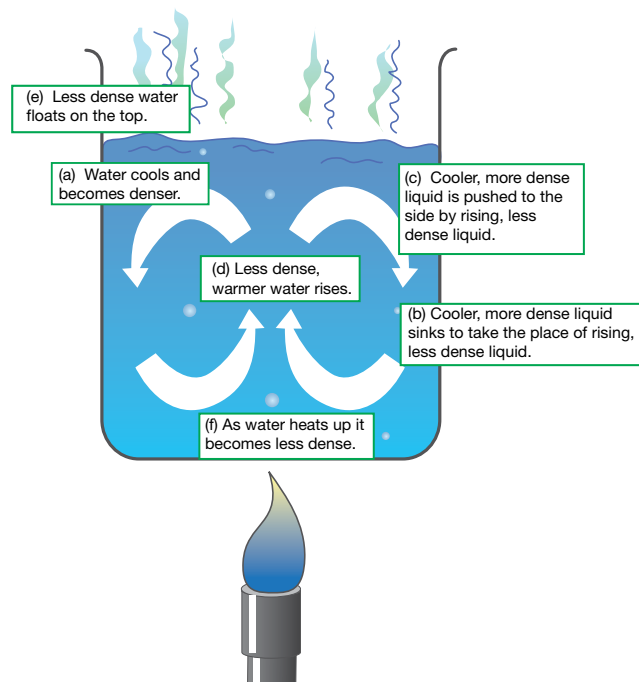 (e) Less dense water
floats on the top.
(a) Water cools and
becomes denser.
(c) Cooler, more dense
liquid is pushed to the
side by rising, less
dense liquid.
(d) Less dense,
warmer water rises.
(b) Cooler, more dense liquid
sinks to take the place of rising,
less dense liquid.
(f) As water heats up it
becomes less dense.